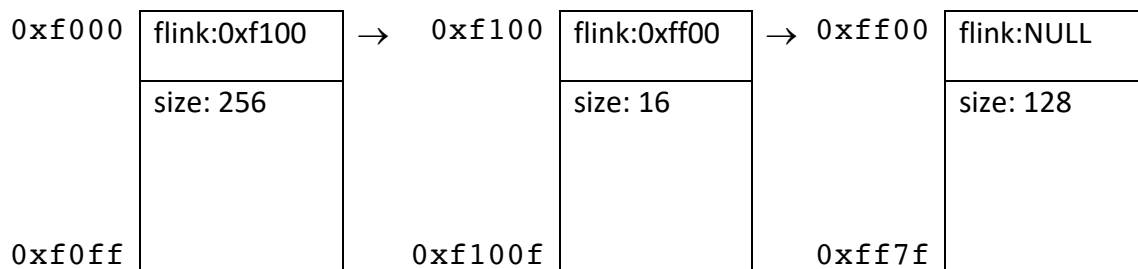 0xf000 flink:0xf100 → 0xf100 flink:0xff00 → 0xff00 flink:NULL
size: 256 size: 16 size: 128
0xf0ff 0xf100f 0xff7f